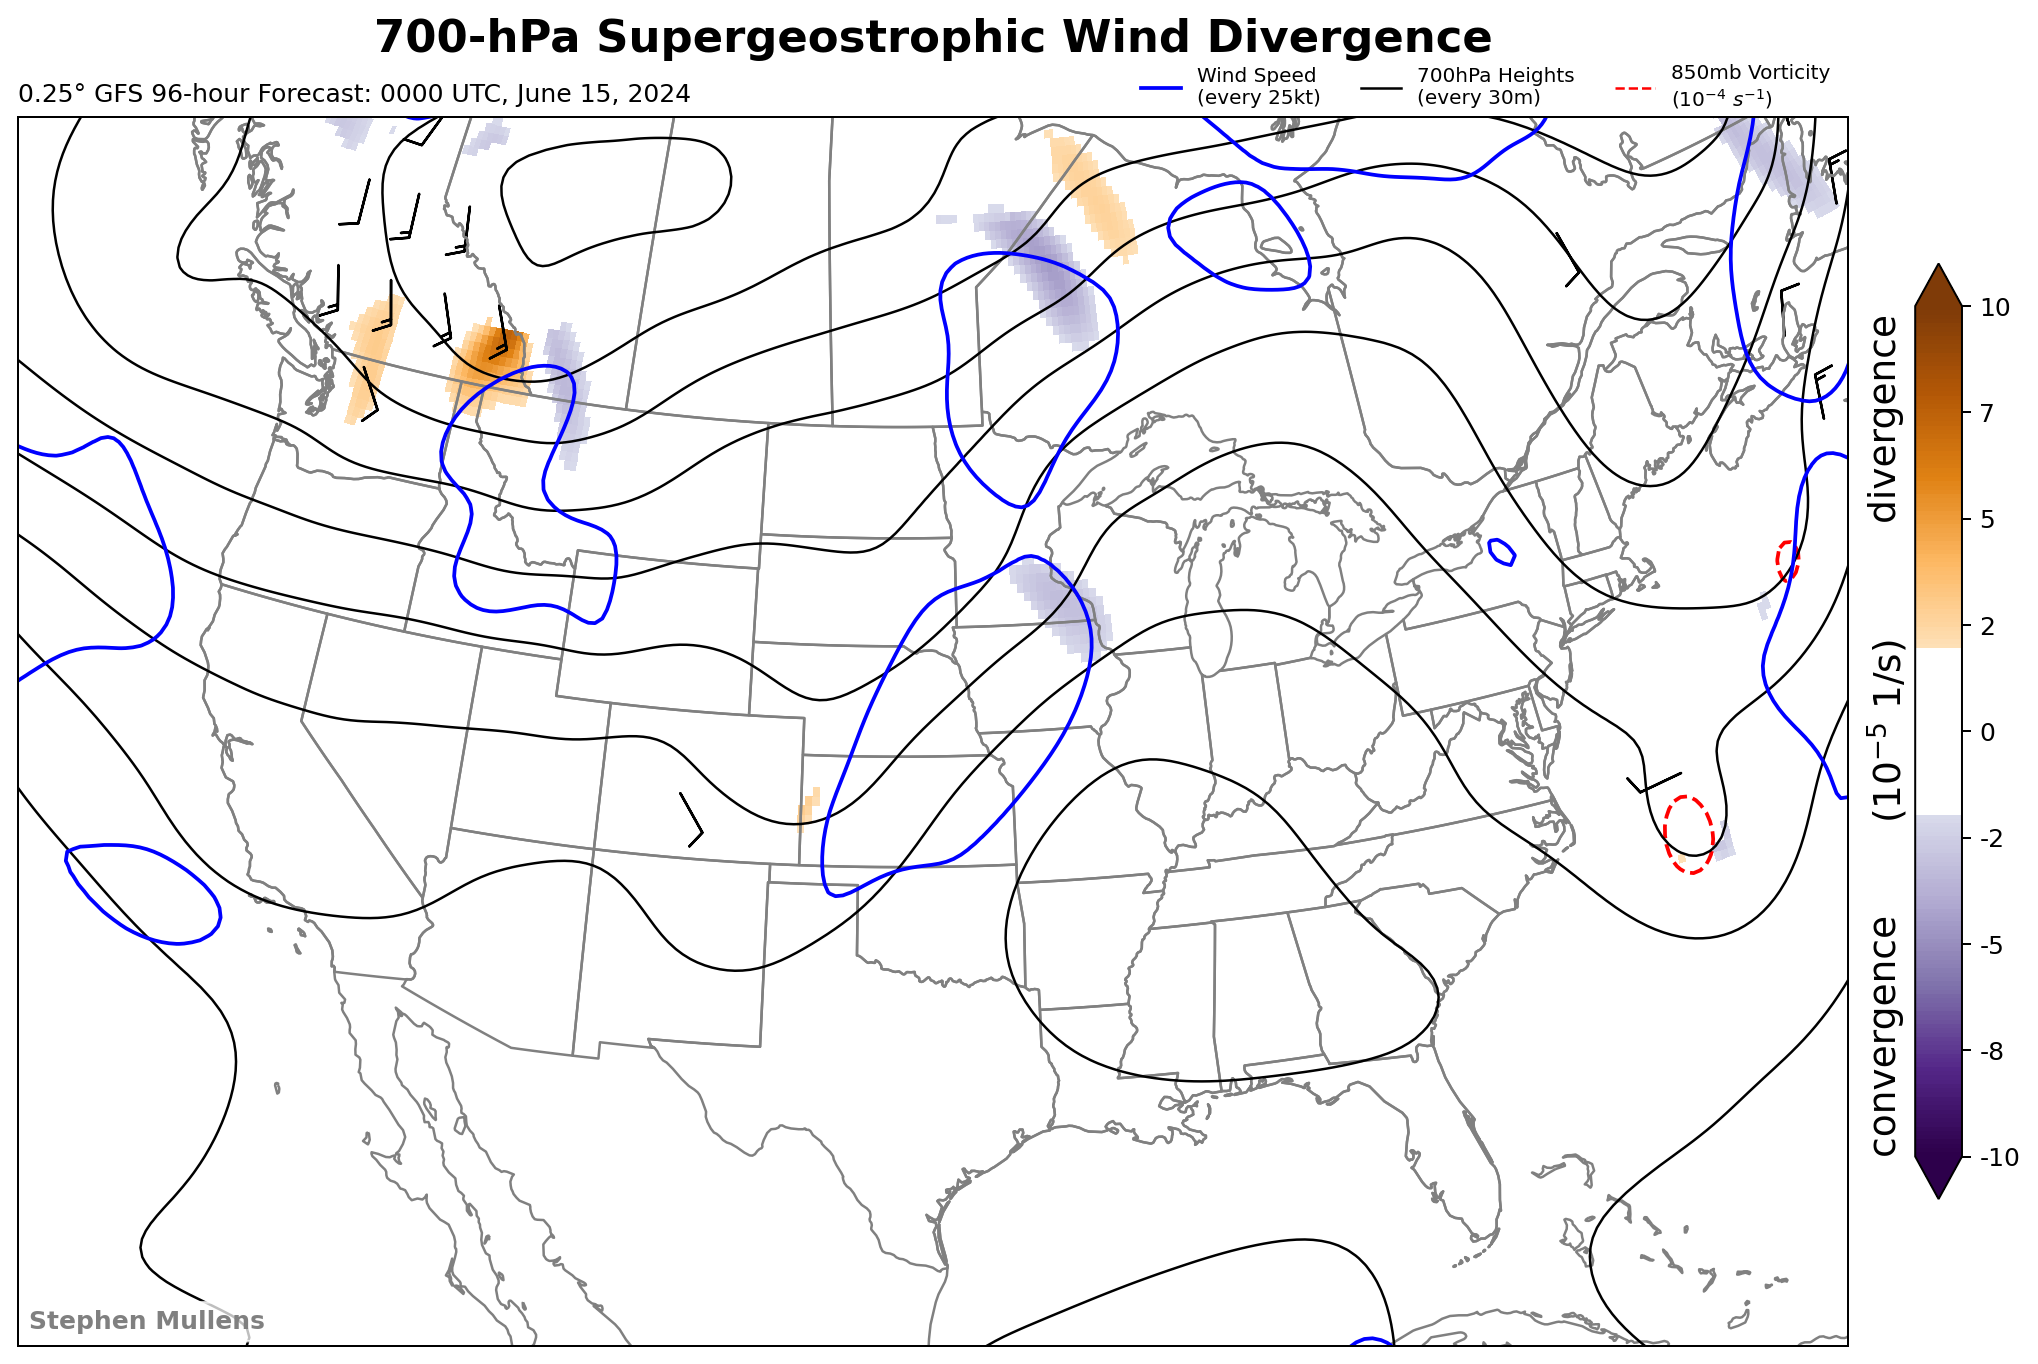 700-hPa Supergeostrophic Wind Divergence
0.25° GFS 96-hour Forecast: 0000 UTC, June 15, 2024
Wind Speed
(every 25kt)
700hPa Heights
(every 30m)
850mb Vorticity
(10⁻⁴ s⁻¹)
10
7
5
2
0
-2
-5
-8
-10
convergence (10⁻⁵ 1/s) divergence
Stephen Mullens